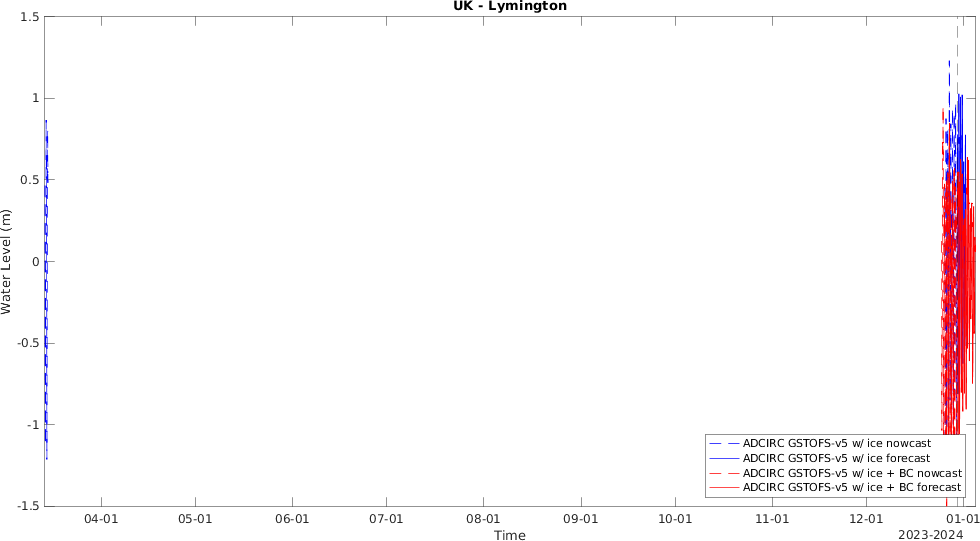 UK - Lymington
1.5
1
0.5
0
-0.5
-1
-1.5
Water Level (m)
ADCIRC GSTOFS-v5 w/ ice nowcast
ADCIRC GSTOFS-v5 w/ ice forecast
ADCIRC GSTOFS-v5 w/ ice + BC nowcast
ADCIRC GSTOFS-v5 w/ ice + BC forecast
04-01 05-01 06-01 07-01 08-01 09-01 10-01 11-01 12-01 01-01
Time
2023-2024